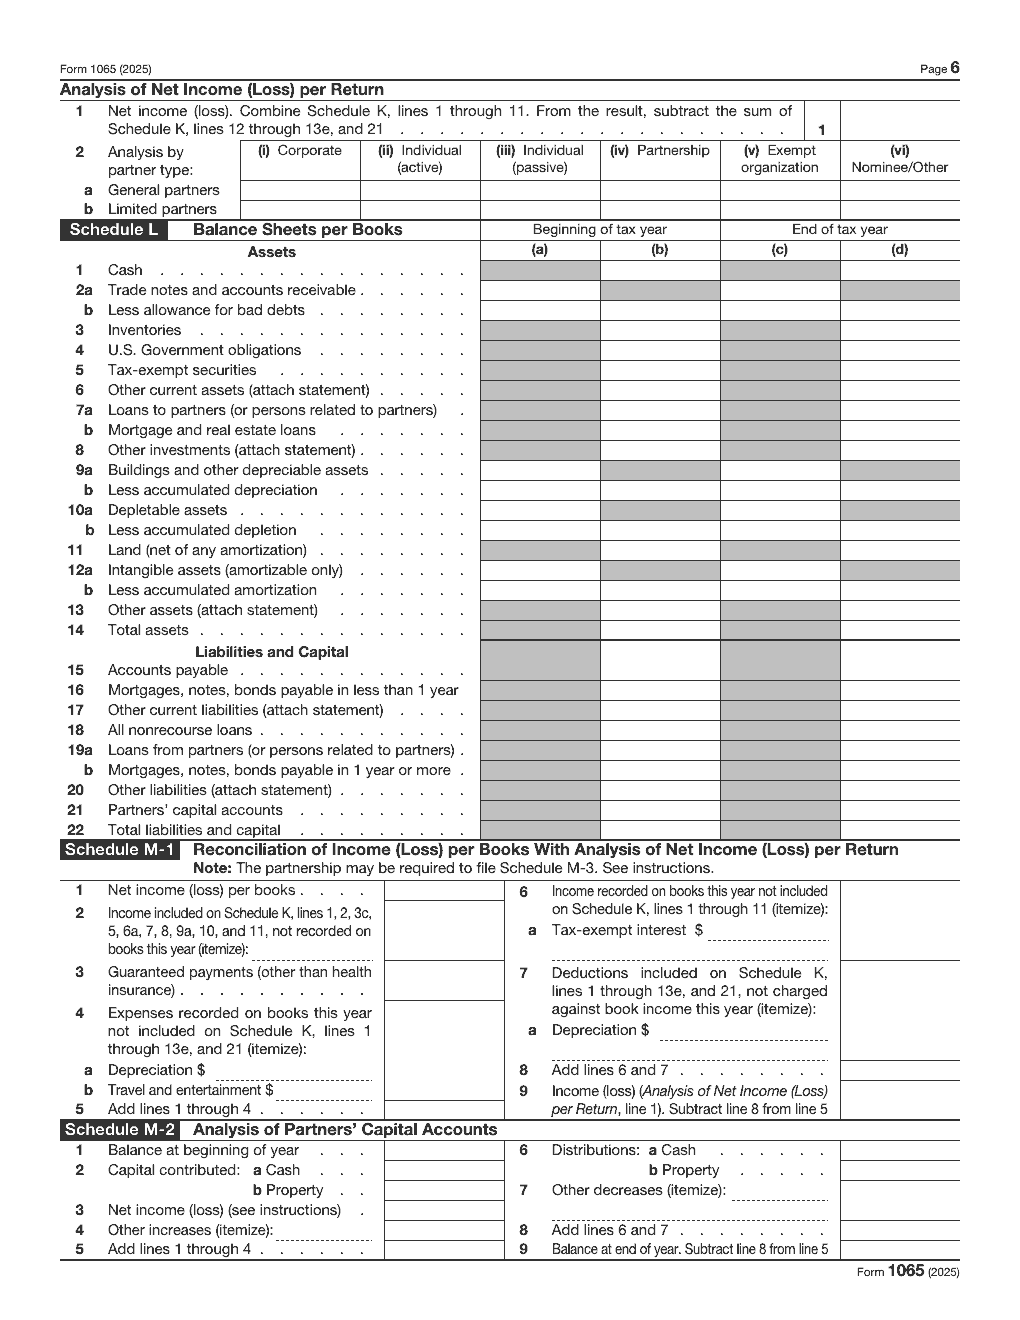 Form 1065 (2025) Page 6
Analysis of Net Income (Loss) per Return
1 Net income (loss). Combine Schedule K, lines 1 through 11. From the result, subtract the sum of
Schedule K, lines 12 through 13e, and 21 . . . . . . . . . . . . . . . . . . . . 1
2 Analysis by (i) Corporate (ii) Individual (iii) Individual (iv) Partnership (v) Exempt (vi)
partner type: (active) (passive) organization Nominee/Other
a General partners
b Limited partners
Schedule L Balance Sheets per Books Beginning of tax year End of tax year
Assets (a) (b) (c) (d)
1 Cash . . . . . . . . . . . . . . . .
2a Trade notes and accounts receivable . . . . . .
b Less allowance for bad debts . . . . . . . .
3 Inventories . . . . . . . . . . . . . .
4 U.S. Government obligations . . . . . . . .
5 Tax-exempt securities . . . . . . . . . .
6 Other current assets (attach statement) . . . . .
7a Loans to partners (or persons related to partners) .
b Mortgage and real estate loans . . . . . . .
8 Other investments (attach statement) . . . . . .
9a Buildings and other depreciable assets . . . . .
b Less accumulated depreciation . . . . . . .
10a Depletable assets . . . . . . . . . . . .
b Less accumulated depletion . . . . . . . .
11 Land (net of any amortization) . . . . . . . .
12a Intangible assets (amortizable only) . . . . . .
b Less accumulated amortization . . . . . . .
13 Other assets (attach statement) . . . . . . .
14 Total assets . . . . . . . . . . . . . .
Liabilities and Capital
15 Accounts payable . . . . . . . . . . . .
16 Mortgages, notes, bonds payable in less than 1 year
17 Other current liabilities (attach statement) . . . .
18 All nonrecourse loans . . . . . . . . . . .
19a Loans from partners (or persons related to partners) .
b Mortgages, notes, bonds payable in 1 year or more .
20 Other liabilities (attach statement) . . . . . . .
21 Partners' capital accounts . . . . . . . . .
22 Total liabilities and capital . . . . . . . . .
Schedule M-1 Reconciliation of Income (Loss) per Books With Analysis of Net Income (Loss) per Return
Note: The partnership may be required to file Schedule M-3. See instructions.
1 Net income (loss) per books . . . .
2 Income included on Schedule K, lines 1, 2, 3c,
5, 6a, 7, 8, 9a, 10, and 11, not recorded on
books this year (itemize):
3 Guaranteed payments (other than health
insurance) . . . . . . . . . .
4 Expenses recorded on books this year
not included on Schedule K, lines 1
through 13e, and 21 (itemize):
a Depreciation $
b Travel and entertainment $
5 Add lines 1 through 4 . . . . . .
6 Income recorded on books this year not included
on Schedule K, lines 1 through 11 (itemize):
a Tax-exempt interest $
7 Deductions included on Schedule K,
lines 1 through 13e, and 21, not charged
against book income this year (itemize):
a Depreciation $
8 Add lines 6 and 7 . . . . . . . .
9 Income (loss) (Analysis of Net Income (Loss)
per Return, line 1). Subtract line 8 from line 5
Schedule M-2 Analysis of Partners' Capital Accounts
1 Balance at beginning of year . . .
2 Capital contributed: a Cash . . .
b Property . .
3 Net income (loss) (see instructions) .
4 Other increases (itemize):
5 Add lines 1 through 4 . . . . . .
6 Distributions: a Cash . . . . . .
b Property . . . . .
7 Other decreases (itemize):
8 Add lines 6 and 7 . . . . . . . .
9 Balance at end of year. Subtract line 8 from line 5
Form 1065 (2025)